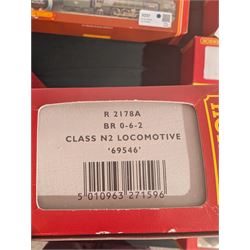 R 2178A
BR 0-6-2
CLASS N2 LOCOMOTIVE
'69546'
5 010963 271596